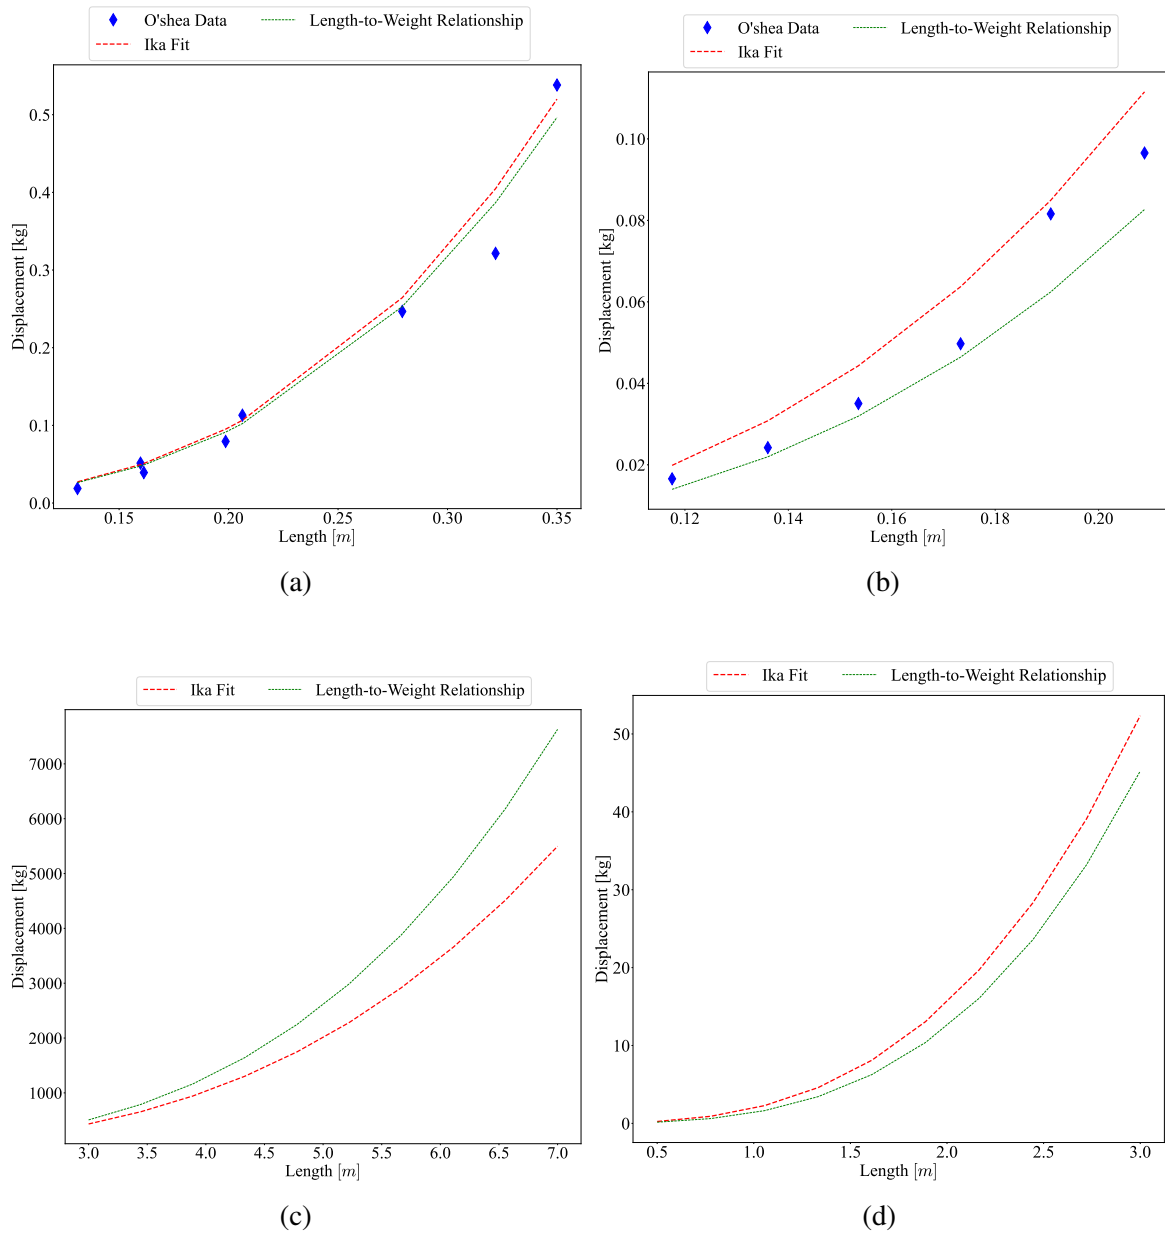 O'shea Data
Length-to-Weight Relationship
Ika Fit
0.5
0.4
0.3
0.2
0.1
0.0
Displacement [kg]
0.15
0.20
0.25
0.30
0.35
Length [m]
(a)
O'shea Data
Length-to-Weight Relationship
Ika Fit
0.10
0.08
0.06
0.04
0.02
Displacement [kg]
0.12
0.14
0.16
0.18
0.20
Length [m]
(b)
Ika Fit
Length-to-Weight Relationship
7000
6000
5000
4000
3000
2000
1000
Displacement [kg]
3.0
3.5
4.0
4.5
5.0
5.5
6.0
6.5
7.0
Length [m]
(c)
Ika Fit
Length-to-Weight Relationship
50
40
30
20
10
0
Displacement [kg]
0.5
1.0
1.5
2.0
2.5
3.0
Length [m]
(d)